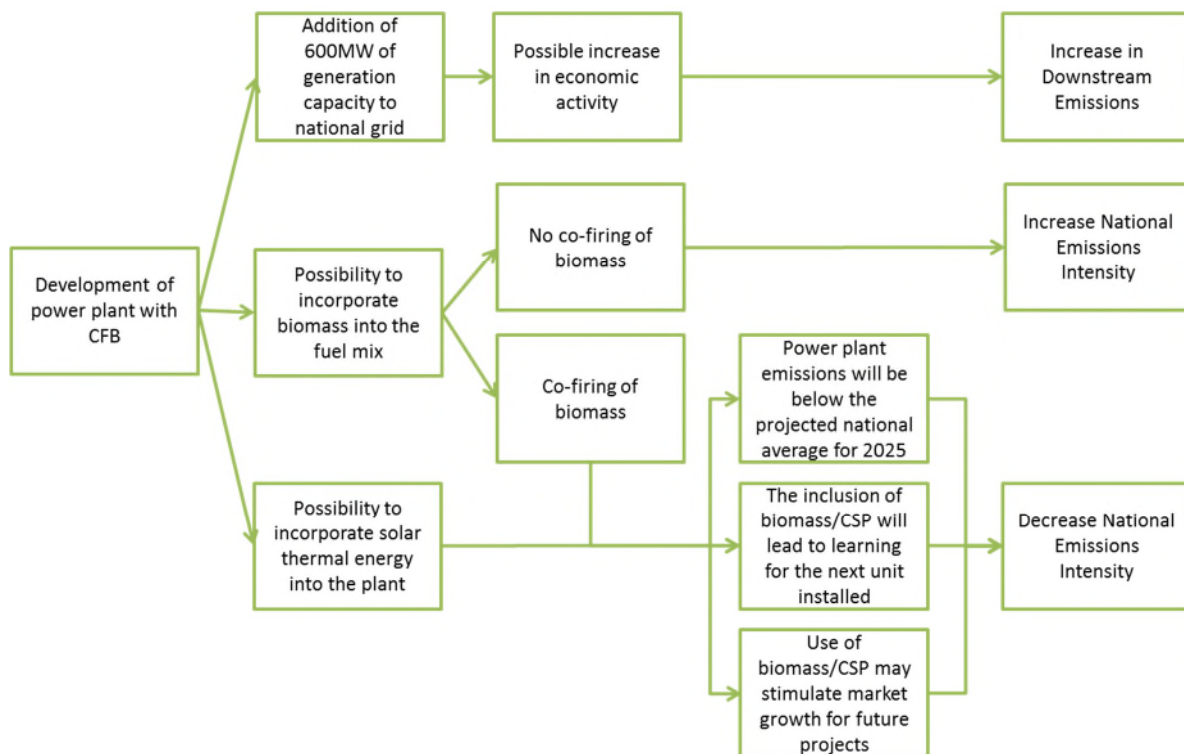 Addition of
600MW of
generation
capacity to
national grid
Possible increase
in economic
activity
Increase in
Downstream
Emissions
Development of
power plant with
CFB
Possibility to
incorporate
biomass into the
fuel mix
No co-firing of
biomass
Increase National
Emissions
Intensity
Co-firing of
biomass
Power plant
emissions will be
below the
projected national
average for 2025
Possibility to
incorporate solar
thermal energy
into the plant
The inclusion of
biomass/CSP will
lead to learning
for the next unit
installed
Decrease National
Emissions
Intensity
Use of
biomass/CSP may
stimulate market
growth for future
projects